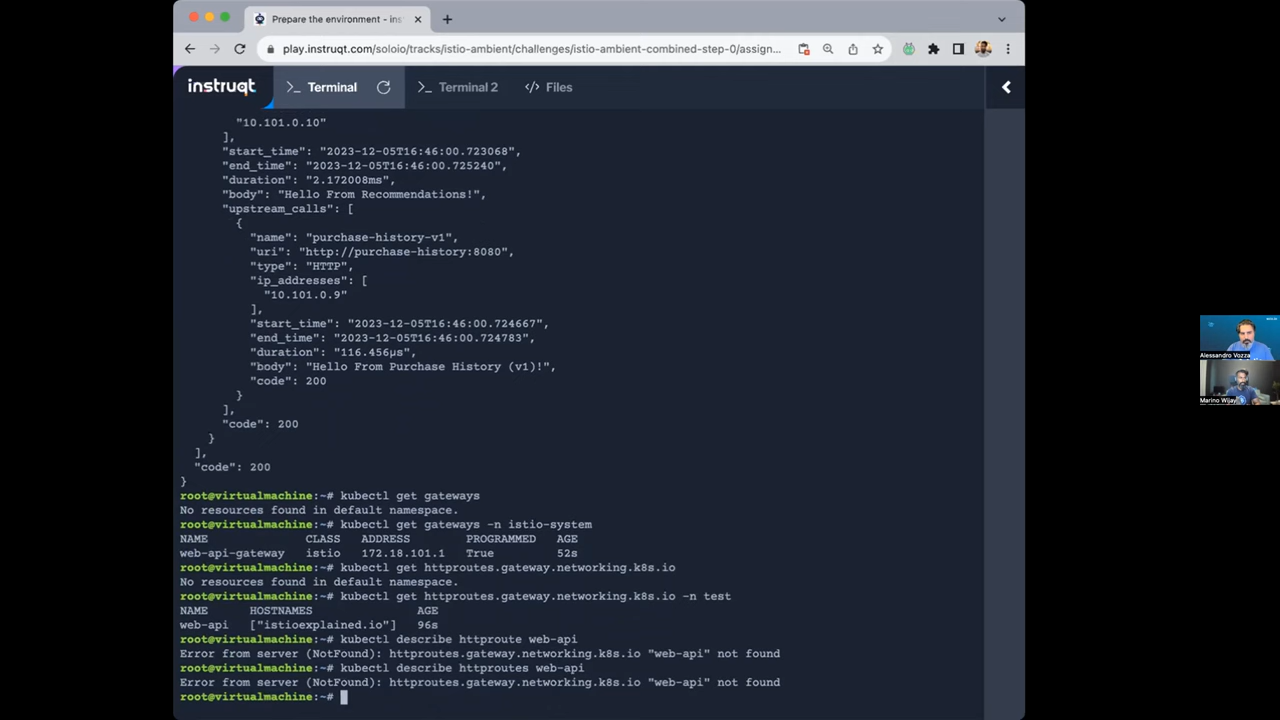 Prepare the environment - ins
play.instruqt.com/soloio/tracks/istio-ambient/challenges/istio-ambient-combined-step-0/assign...
instruqt
>_ Terminal
>_ Terminal 2
</> Files
"10.101.0.10"
],
"start_time": "2023-12-05T16:46:00.723068",
"end_time": "2023-12-05T16:46:00.725240",
"duration": "2.172008ms",
"body": "Hello From Recommendations!",
"upstream_calls": [
{
"name": "purchase-history-v1",
"uri": "http://purchase-history:8080",
"type": "HTTP",
"ip_addresses": [
"10.101.0.9"
],
"start_time": "2023-12-05T16:46:00.724667",
"end_time": "2023-12-05T16:46:00.724783",
"duration": "116.456µs",
"body": "Hello From Purchase History (v1)!",
"code": 200
}
],
"code": 200
}
],
"code": 200
}
root@virtualmachine:~# kubectl get gateways
No resources found in default namespace.
root@virtualmachine:~# kubectl get gateways -n istio-system
NAME CLASS ADDRESS PROGRAMMED AGE
web-api-gateway istio 172.18.101.1 True 52s
root@virtualmachine:~# kubectl get httproutes.gateway.networking.k8s.io
No resources found in default namespace.
root@virtualmachine:~# kubectl get httproutes.gateway.networking.k8s.io -n test
NAME HOSTNAMES AGE
web-api ["istioexplained.io"] 96s
root@virtualmachine:~# kubectl describe httproute web-api
Error from server (NotFound): httproutes.gateway.networking.k8s.io "web-api" not found
root@virtualmachine:~# kubectl describe httproutes web-api
Error from server (NotFound): httproutes.gateway.networking.k8s.io "web-api" not found
root@virtualmachine:~#
Alessandro Vozza
Marino Wijay